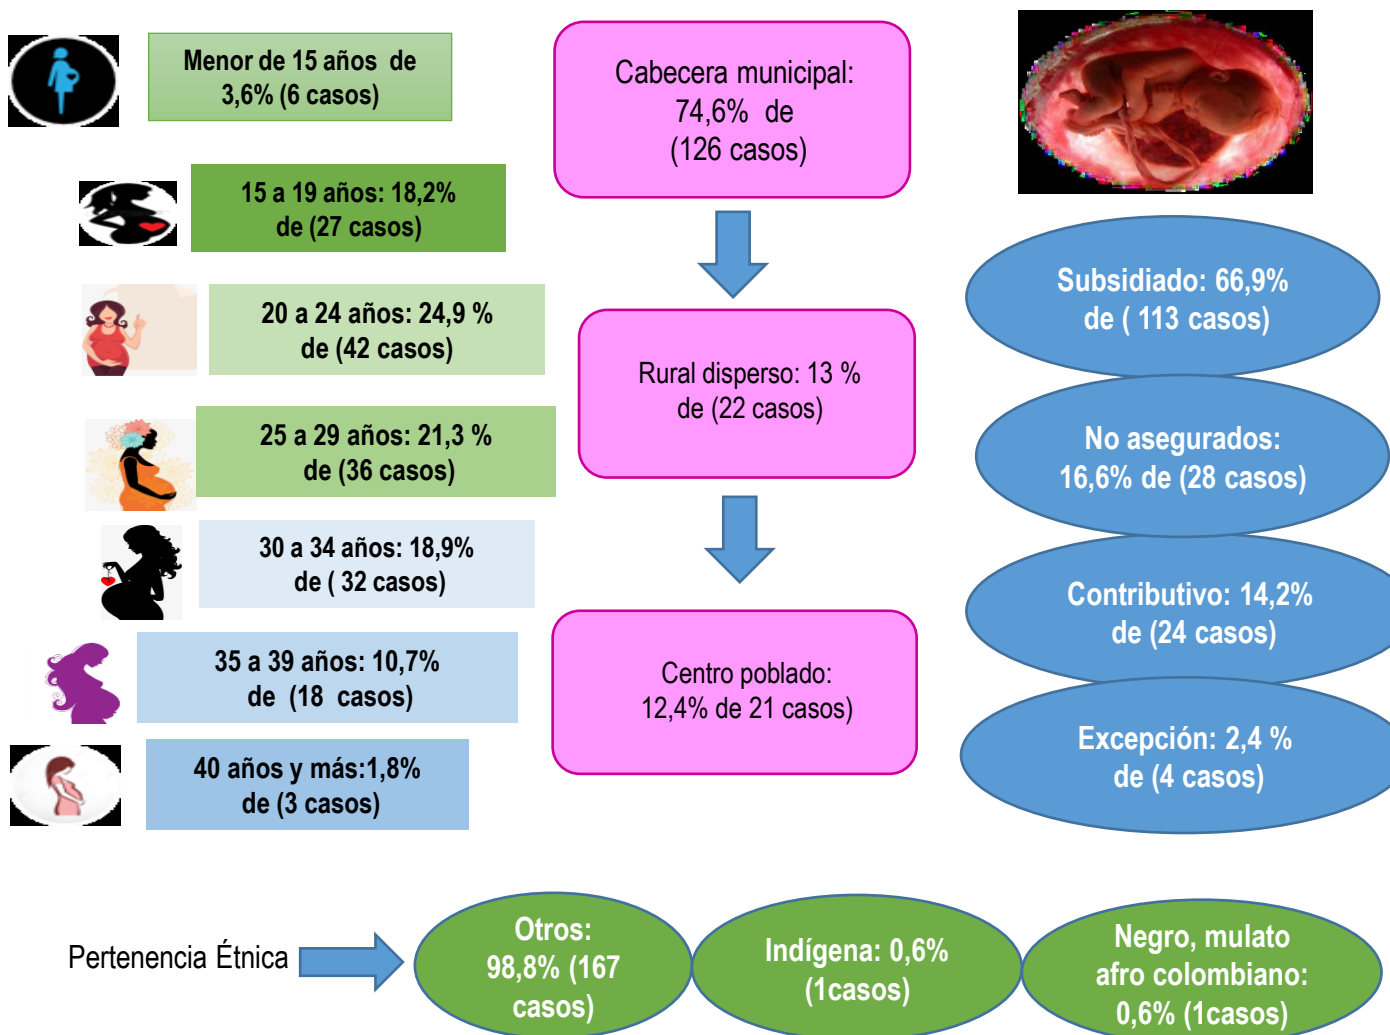 Menor de 15 años  de
3,6% (6 casos)
15 a 19 años: 18,2%
de (27 casos)
20 a 24 años: 24,9 %
de (42 casos)
25 a 29 años: 21,3 %
de (36 casos)
30 a 34 años: 18,9%
de ( 32 casos)
35 a 39 años: 10,7%
de  (18  casos)
40 años y más:1,8%
de (3 casos)
Cabecera municipal:
74,6%  de
(126 casos)
Rural disperso: 13 %
de (22 casos)
Centro poblado:
12,4% de 21 casos)
Subsidiado: 66,9%
de ( 113 casos)
No asegurados:
16,6% de (28 casos)
Contributivo: 14,2%
de (24 casos)
Excepción: 2,4 %
de (4 casos)
Pertenencia Étnica
Otros:
98,8% (167
casos)
Indígena: 0,6%
(1casos)
Negro, mulato
afro colombiano:
0,6% (1casos)